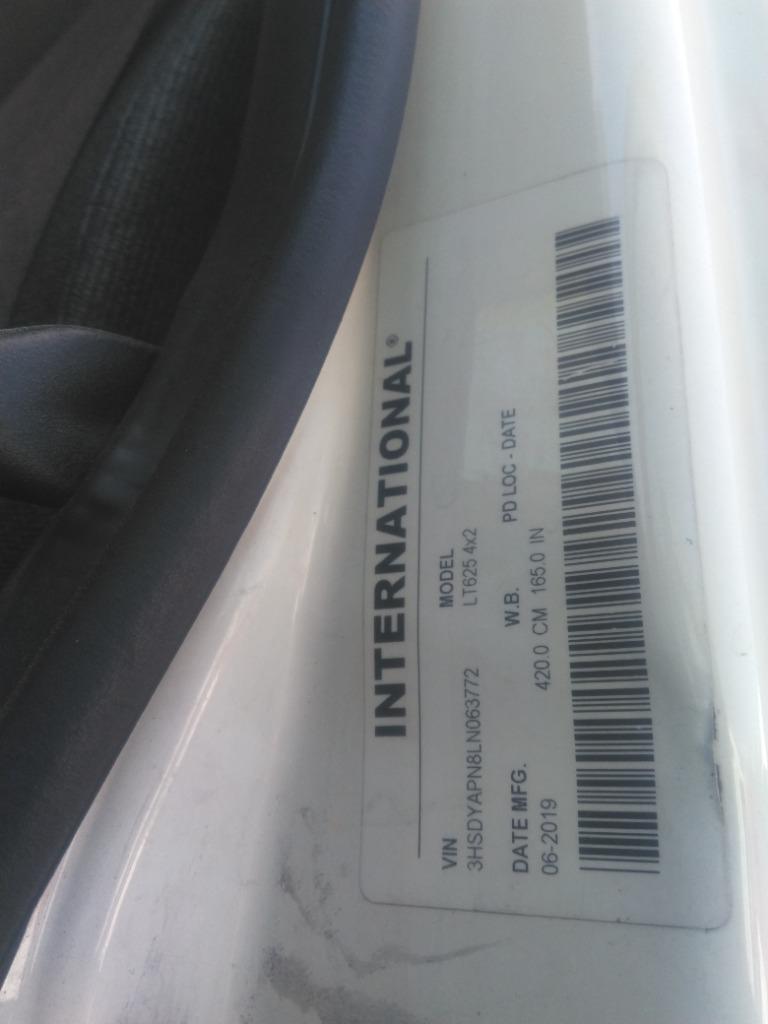 INTERNATIONAL®
VIN MODEL
3HSDYAPN8LN063772 LT625 4x2
DATE MFG. W.B. PD LOC - DATE
06-2019 420.0 CM 165.0 IN